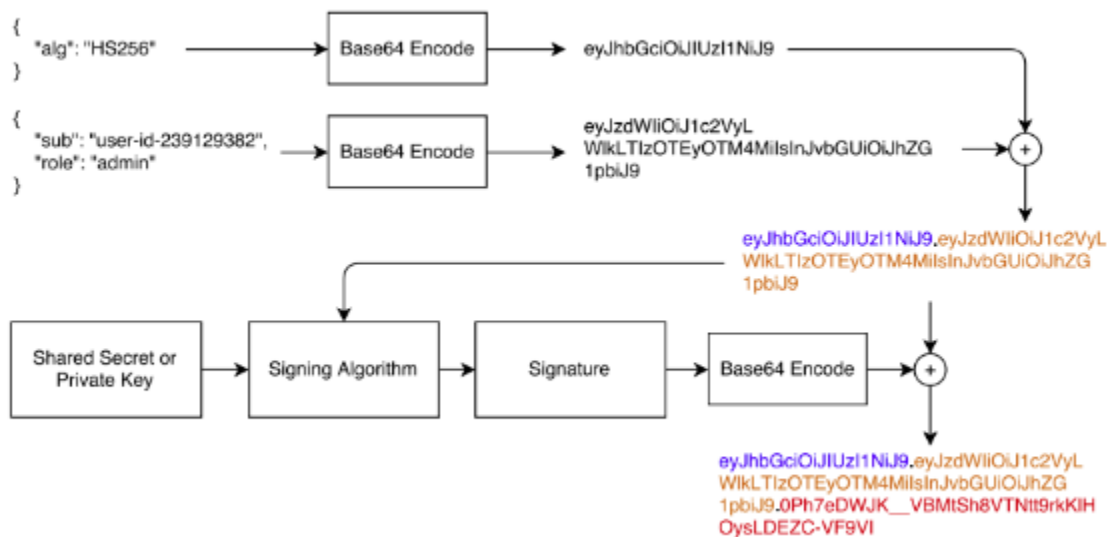 {
"alg": "HS256"
}
Base64 Encode
eyJhbGciOiJIUzI1NiJ9
{
"sub": "user-id-239129382",
"role": "admin"
}
Base64 Encode
eyJzdWIiOiJ1c2VyL
WlkLTIzOTEyOTM4MiIsInJvbGUiOiJhZG
1pbiJ9
+
eyJhbGciOiJIUzI1NiJ9.eyJzdWIiOiJ1c2VyL
WlkLTIzOTEyOTM4MiIsInJvbGUiOiJhZG
1pbiJ9
Shared Secret or
Private Key
Signing Algorithm
Signature
Base64 Encode
+
eyJhbGciOiJIUzI1NiJ9.eyJzdWIiOiJ1c2VyL
WlkLTIzOTEyOTM4MiIsInJvbGUiOiJhZG
1pbiJ9.0Ph7eDWJK__VBMtSh8VTNtt9rkKIH
OysLDEZC-VF9VI